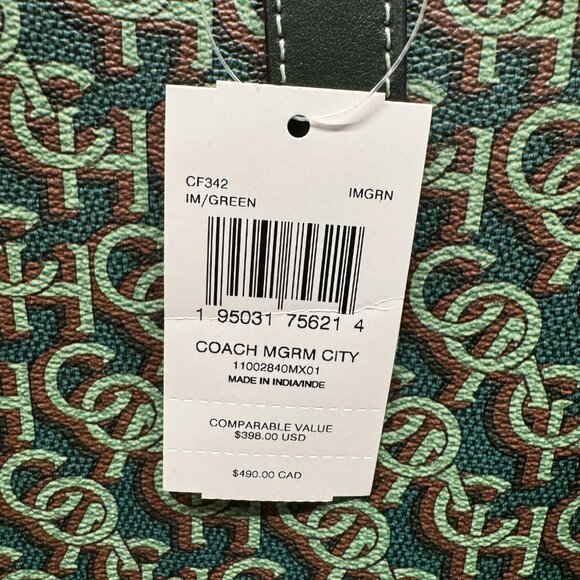 CF342
IM/GREEN IMGRN
1 95031 75621 4
COACH MGRM CITY
11002840MX01
MADE IN INDIA/INDE
COMPARABLE VALUE
$398.00 USD
$490.00 CAD